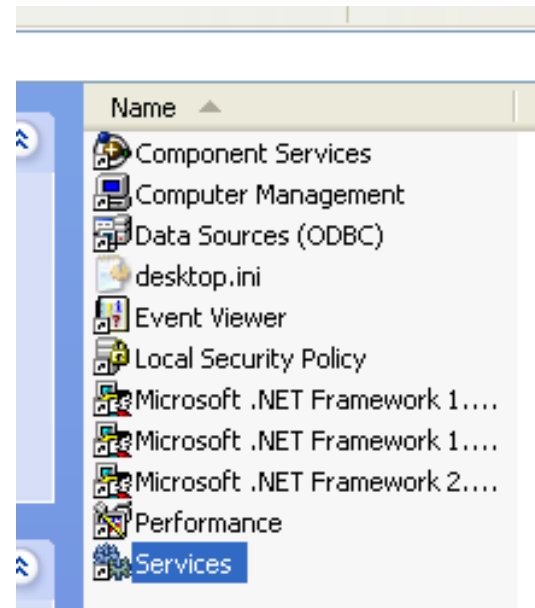 Name
Component Services
Computer Management
Data Sources (ODBC)
desktop.ini
Event Viewer
Local Security Policy
Microsoft .NET Framework 1....
Microsoft .NET Framework 1....
Microsoft .NET Framework 2....
Performance
Services